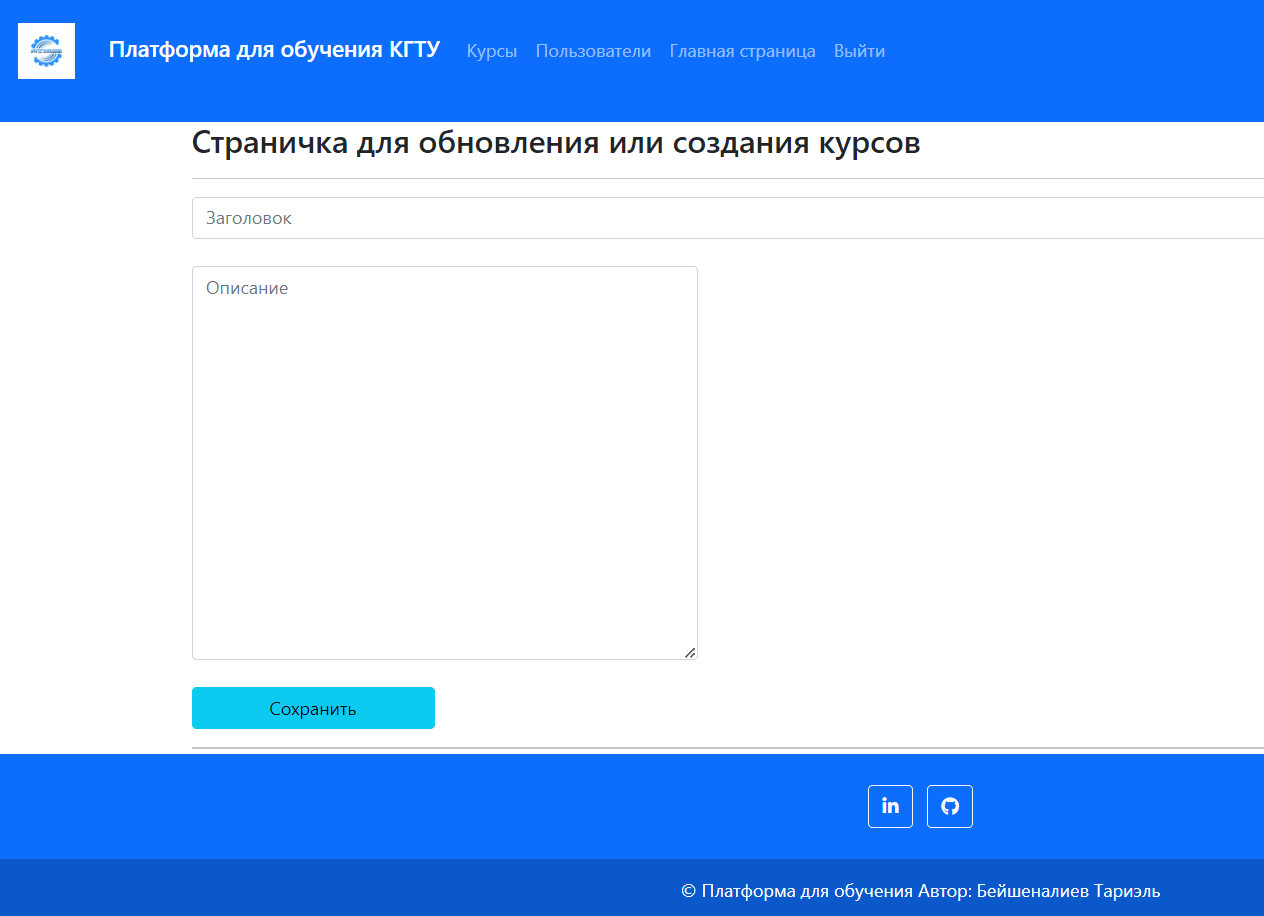 Платформа для обучения КГТУ Курсы Пользователи Главная страница Выйти
Страничка для обновления или создания курсов
Заголовок
Описание
Сохранить
in
© Платформа для обучения Автор: Бейшеналиев Тариэль